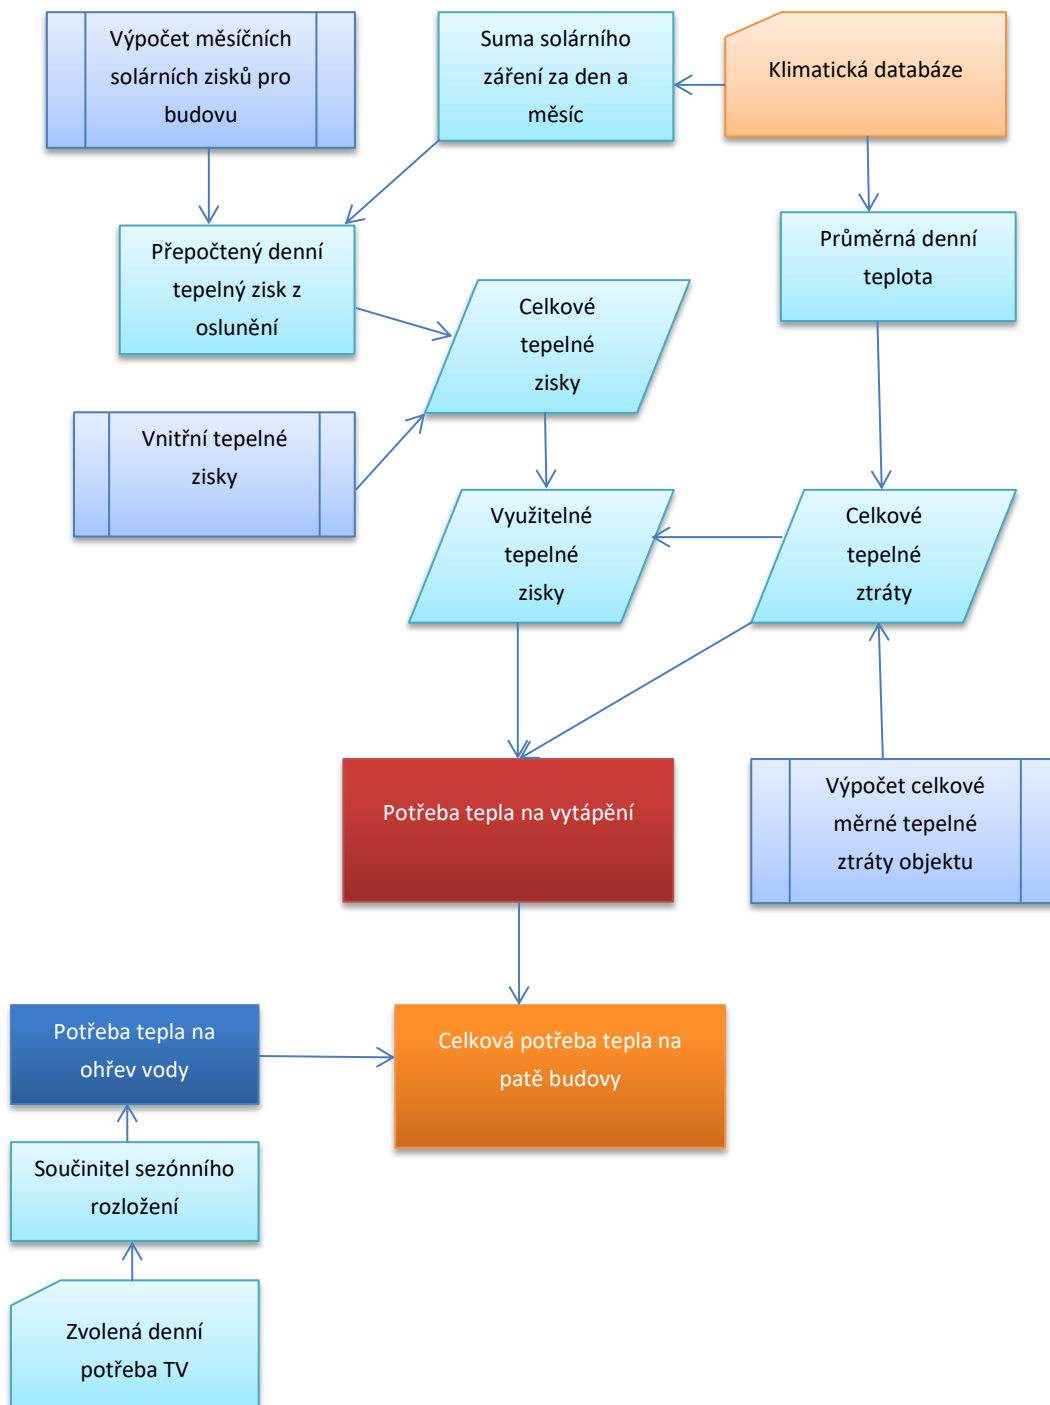 Výpočet měsíčních
solárních zisků pro
budovu
Suma solárního
záření za den a
měsíc
Klimatická databáze
Přepočtený denní
tepelný zisk z
oslunění
Celkové
tepelné
zisky
Průměrná denní
teplota
Vnitřní tepelné
zisky
Využitelné
tepelné
zisky
Celkové
tepelné
ztráty
Potřeba tepla na vytápění
Výpočet celkové
měrné tepelné
ztráty objektu
Potřeba tepla na
ohřev vody
Celková potřeba tepla na
patě budovy
Součinitel sezónního
rozložení
Zvolená denní
potřeba TV